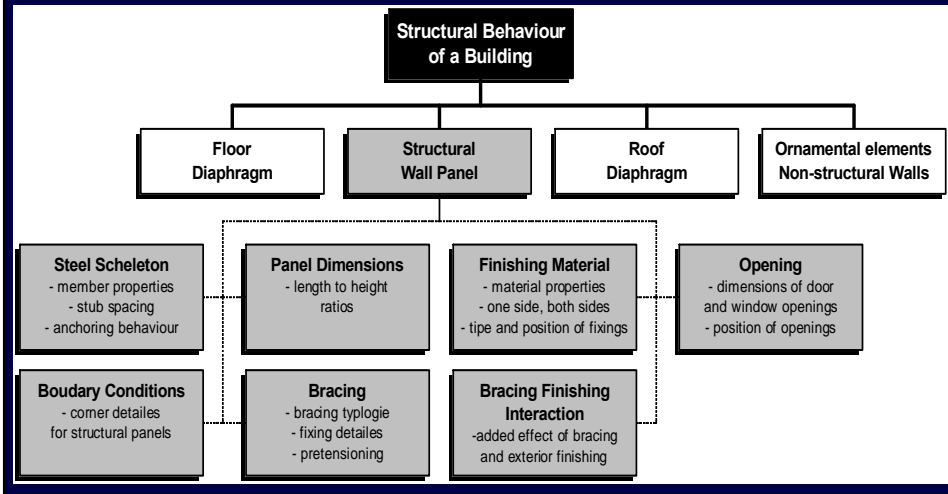 Structural Behaviour
of a Building
Floor
Diaphragm
Structural
Wall Panel
Roof
Diaphragm
Ornamental elements
Non-structural Walls
Steel Scheleton
- member properties
- stub spacing
- anchoring behaviour
Panel Dimensions
- length to height
ratios
Finishing Material
- material properties
- one side, both sides
- tipe and position of fixings
Opening
- dimensions of door
and window openings
- position of openings
Boudary Conditions
- corner detailes
for structural panels
Bracing
- bracing typlogie
- fixing detailes
- pretensioning
Bracing Finishing
Interaction
-added effect of bracing
and exterior finishing